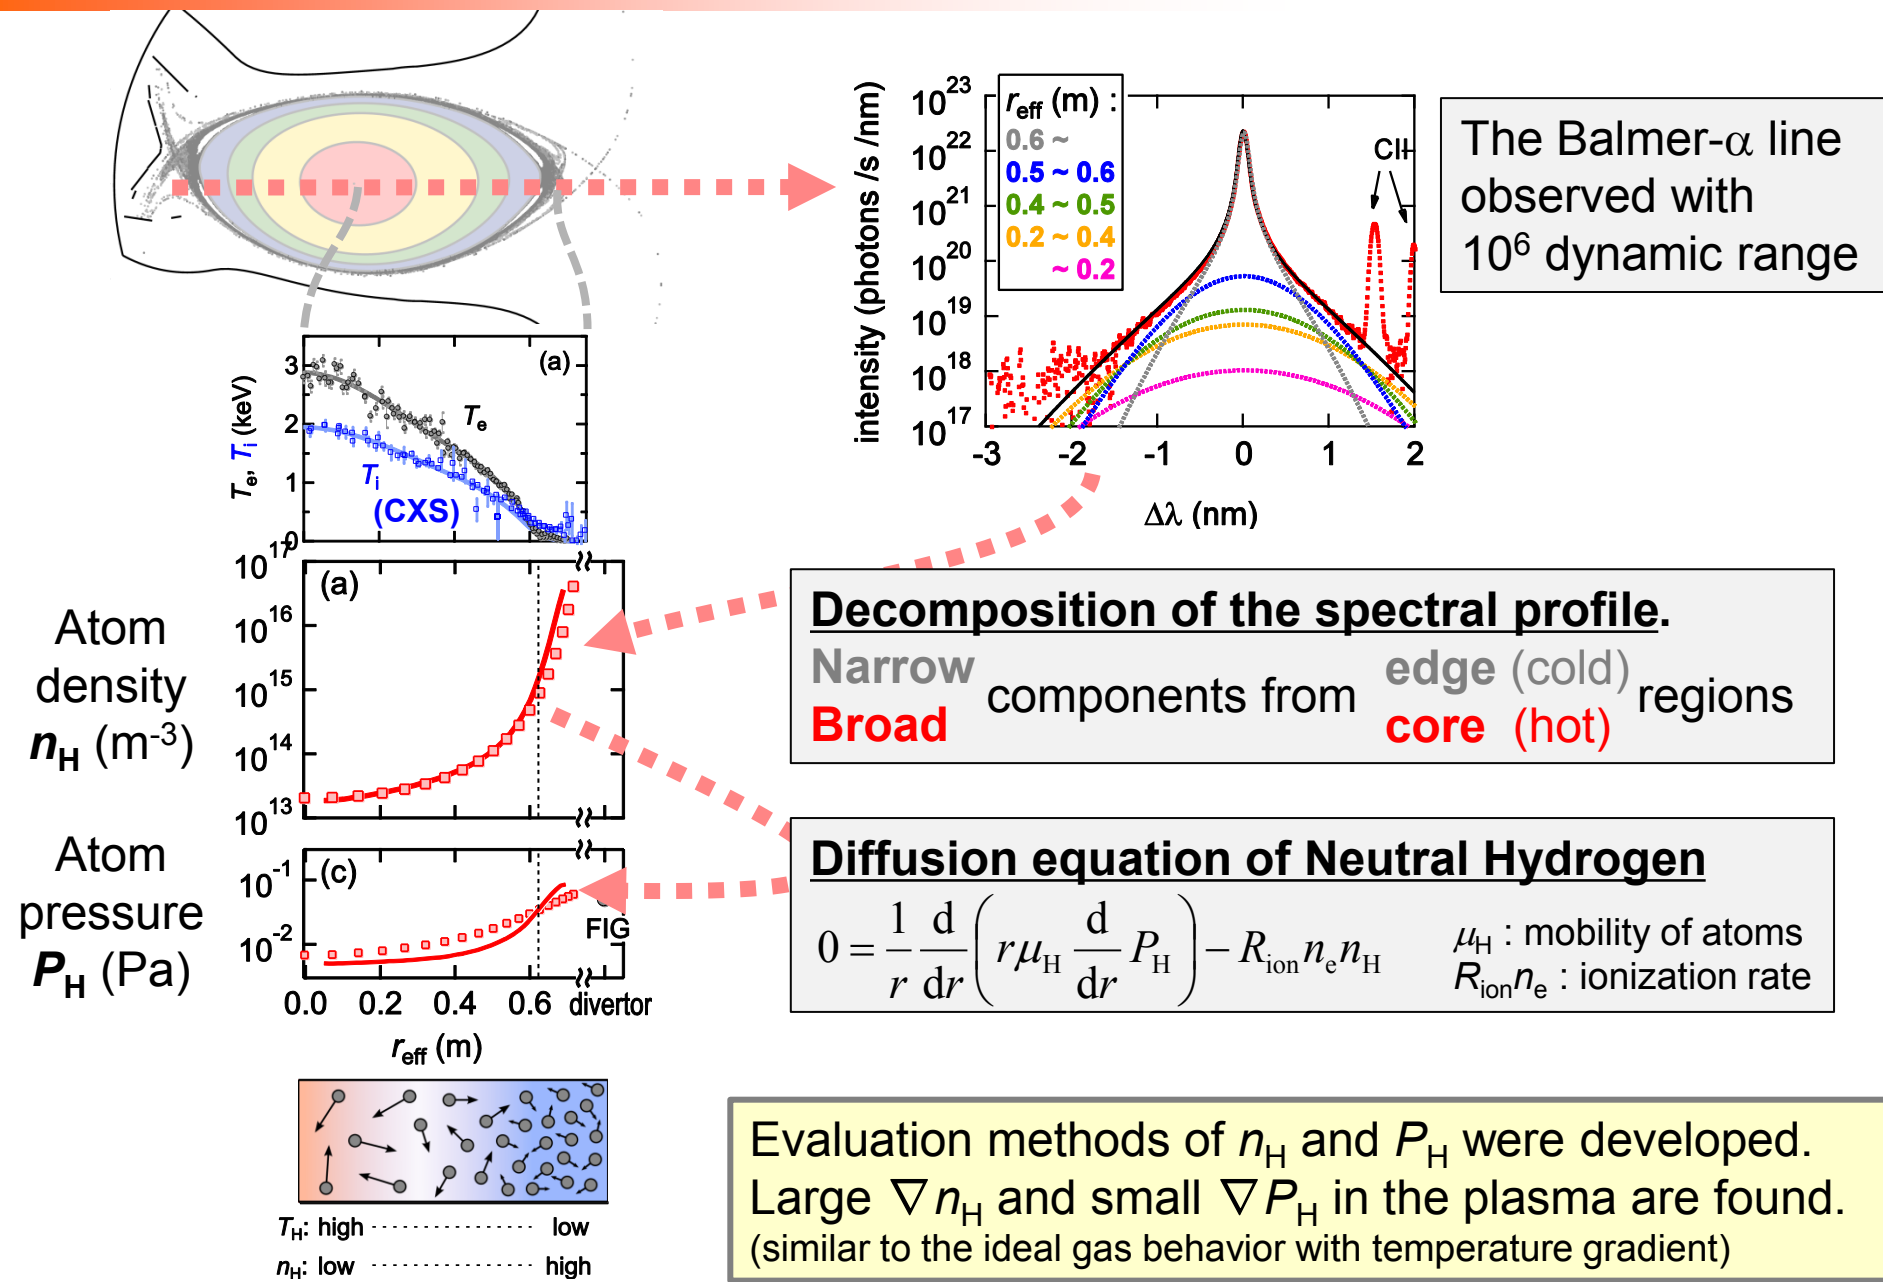 r_eff (m) :
0.6 ~
0.5 ~ 0.6
0.4 ~ 0.5
0.2 ~ 0.4
~ 0.2
intensity (photons /s /nm)
10^23
10^22
10^21
10^20
10^19
10^18
10^17
-3
-2
-1
0
1
2
Δλ (nm)
CII
The Balmer-α line
observed with
10^6 dynamic range
T_e, T_i (keV)
3
2
1
0
(a)
T_e
T_i
(CXS)
Atom
density
n_H (m^-3)
10^17
10^16
10^15
10^14
10^13
(a)
Atom
pressure
P_H (Pa)
10^-1
10^-2
(c)
FIG
0.0 0.2 0.4 0.6 divertor
r_eff (m)
T_H: high ---------------- low
n_H: low ---------------- high
Decomposition of the spectral profile.
Narrow components from edge (cold) regions
Broad core (hot)
Diffusion equation of Neutral Hydrogen
0 = 1/r d/dr ( r μ_H d/dr P_H ) − R_ion n_e n_H
μ_H : mobility of atoms
R_ion n_e : ionization rate
Evaluation methods of n_H and P_H were developed.
Large ∇n_H and small ∇P_H in the plasma are found.
(similar to the ideal gas behavior with temperature gradient)